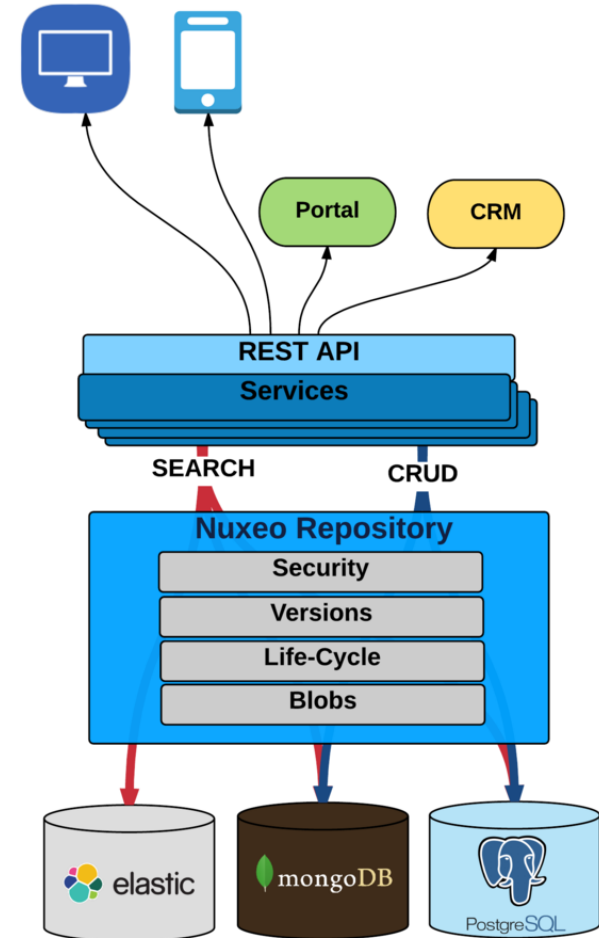 Portal
CRM
REST API
Services
SEARCH
CRUD
Nuxeo Repository
Security
Versions
Life-Cycle
Blobs
elastic
mongoDB
PostgreSQL